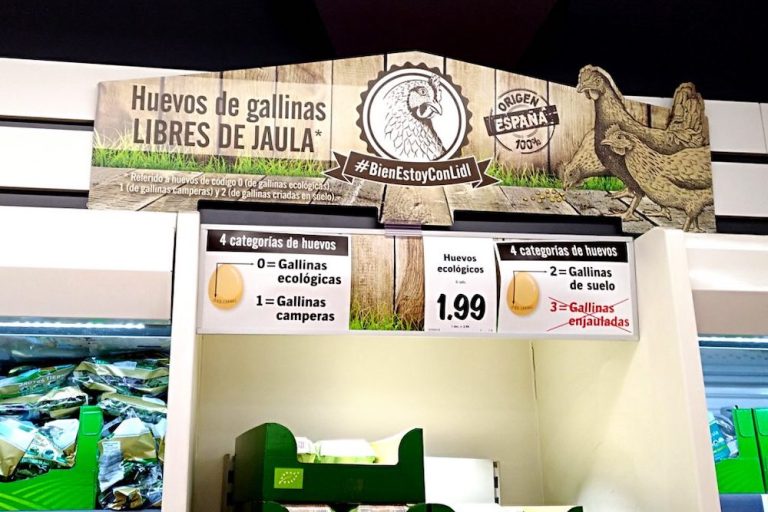 Huevos de gallinas
LIBRES DE JAULA*
* Referido a huevos de código 0 (de gallinas ecológicas),
1 (de gallinas camperas) y 2 (de gallinas criadas en suelo).
#BienEstoyConLidl
ORIGEN
ESPAÑA
100%
4 categorías de huevos
0 = Gallinas
ecológicas
1 = Gallinas
camperas
Huevos
ecológicos
1.99
4 categorías de huevos
2 = Gallinas
de suelo
3 = Gallinas
enjauladas